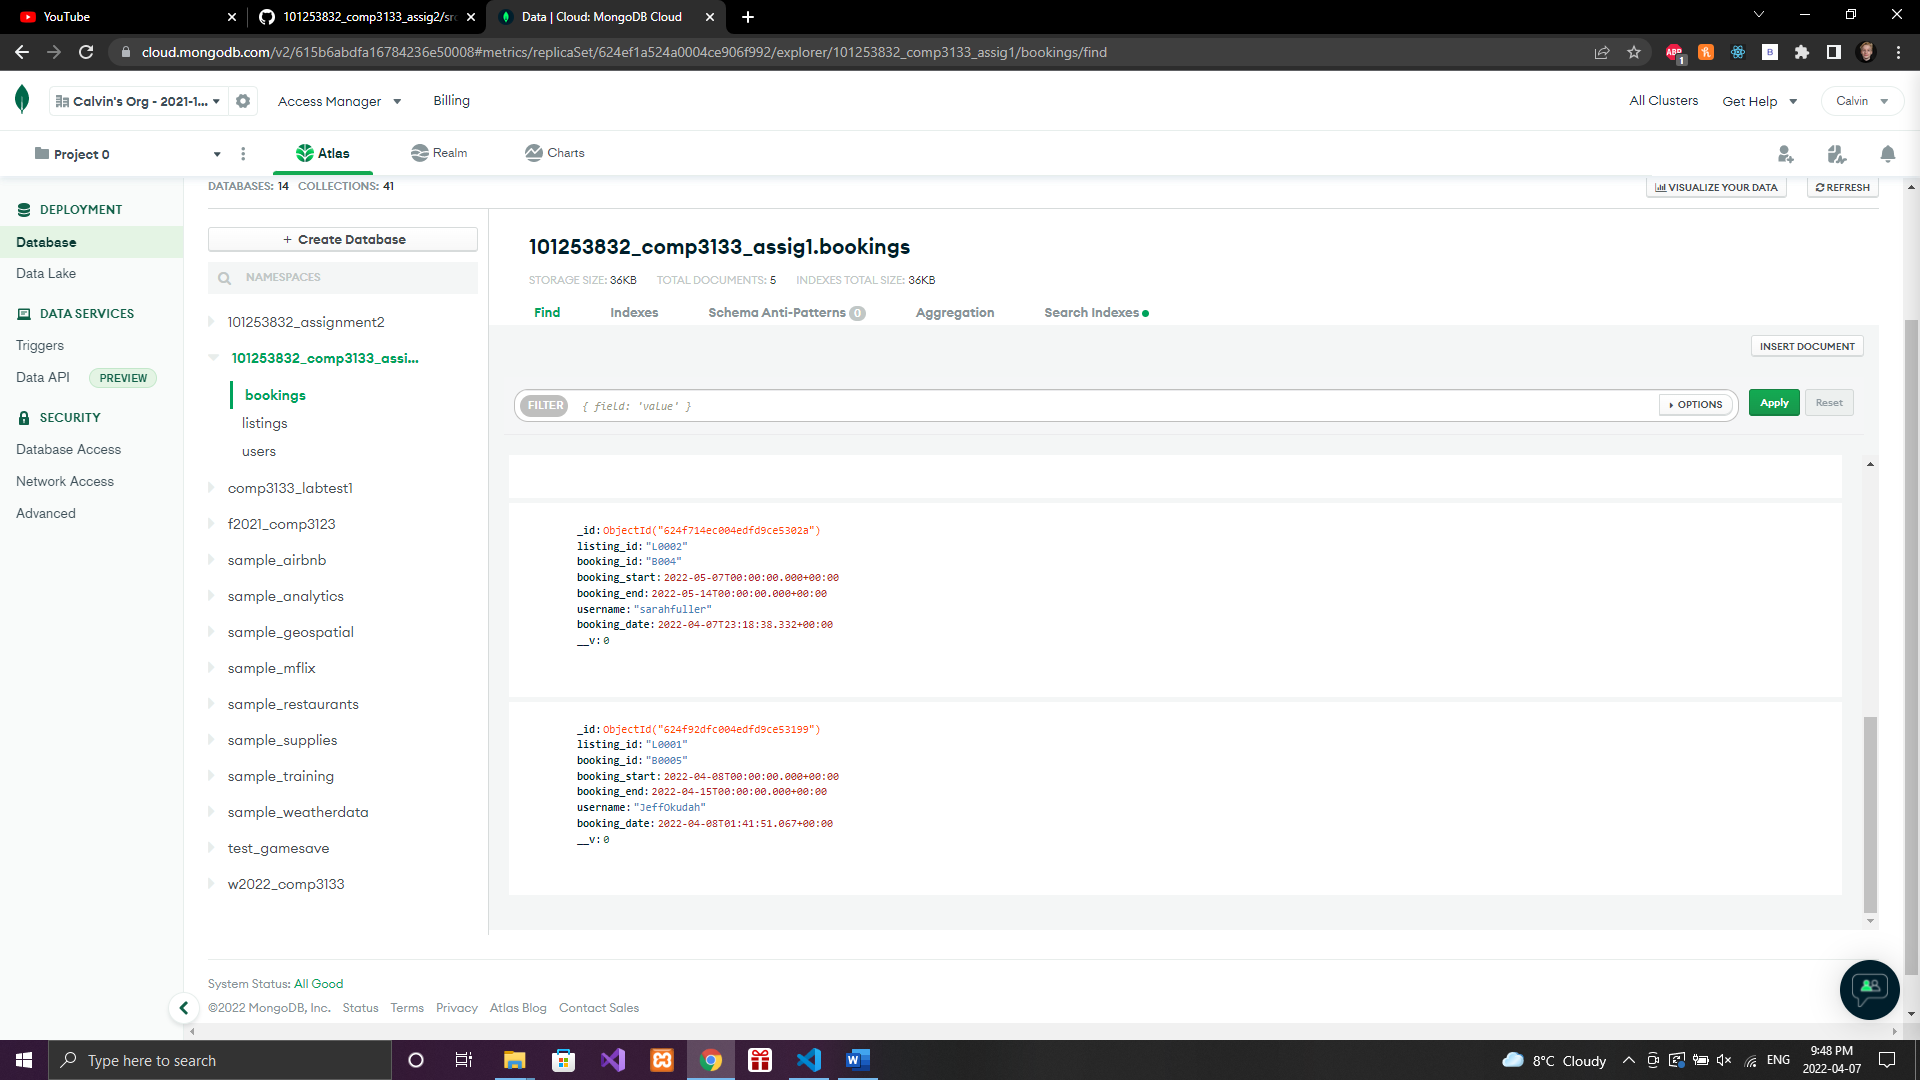 YouTube
101253832_comp3133_assig2/src
Data | Cloud: MongoDB Cloud
cloud.mongodb.com/v2/615b6abdfa16784236e50008#metrics/replicaSet/624ef1a524a0004ce906f992/explorer/101253832_comp3133_assig1/bookings/find
ABP
1
B
Calvin's Org - 2021-1...
Access Manager
Billing
All Clusters
Get Help
Calvin
Project 0
Atlas
Realm
Charts
DATABASES: 14 COLLECTIONS: 41
VISUALIZE YOUR DATA
REFRESH
DEPLOYMENT
Database
Data Lake
DATA SERVICES
Triggers
Data API PREVIEW
SECURITY
Database Access
Network Access
Advanced
+ Create Database
NAMESPACES
101253832_assignment2
101253832_comp3133_assi...
bookings
listings
users
comp3133_labtest1
f2021_comp3123
sample_airbnb
sample_analytics
sample_geospatial
sample_mflix
sample_restaurants
sample_supplies
sample_training
sample_weatherdata
test_gamesave
w2022_comp3133
101253832_comp3133_assig1.bookings
STORAGE SIZE: 36KB TOTAL DOCUMENTS: 5 INDEXES TOTAL SIZE: 36KB
Find
Indexes
Schema Anti-Patterns 0
Aggregation
Search Indexes
INSERT DOCUMENT
FILTER { field: 'value' }
OPTIONS
Apply
Reset
_id: ObjectId("624f714ec004edfd9ce5302a")
listing_id: "L0002"
booking_id: "B004"
booking_start: 2022-05-07T00:00:00.000+00:00
booking_end: 2022-05-14T00:00:00.000+00:00
username: "sarahfuller"
booking_date: 2022-04-07T23:18:38.332+00:00
__v: 0
_id: ObjectId("624f92dfc004edfd9ce53199")
listing_id: "L0001"
booking_id: "B0005"
booking_start: 2022-04-08T00:00:00.000+00:00
booking_end: 2022-04-15T00:00:00.000+00:00
username: "JeffOkudah"
booking_date: 2022-04-08T01:41:51.067+00:00
__v: 0
System Status: All Good
©2022 MongoDB, Inc. Status Terms Privacy Atlas Blog Contact Sales
Type here to search
8°C Cloudy
ENG
9:48 PM
2022-04-07